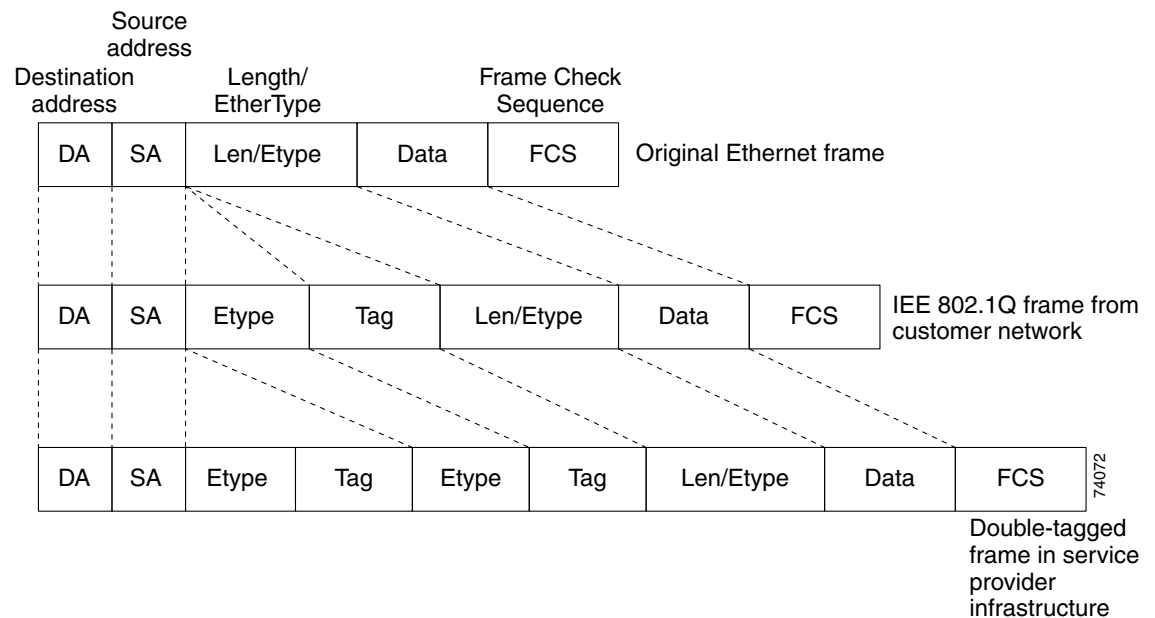 Source
address
Destination
address
Length/
EtherType
Frame Check
Sequence
DA SA Len/Etype Data FCS Original Ethernet frame
DA SA Etype Tag Len/Etype Data FCS
IEE 802.1Q frame from
customer network
DA SA Etype Tag Etype Tag Len/Etype Data FCS
74072
Double-tagged
frame in service
provider
infrastructure